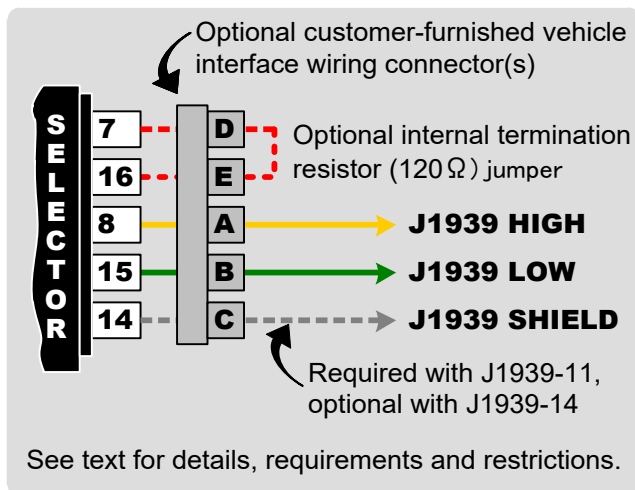 Optional customer-furnished vehicle
interface wiring connector(s)
SELECTOR
7
D
16
E
Optional internal termination
resistor (120Ω) jumper
8
A
J1939 HIGH
15
B
J1939 LOW
14
C
J1939 SHIELD
Required with J1939-11,
optional with J1939-14
See text for details, requirements and restrictions.